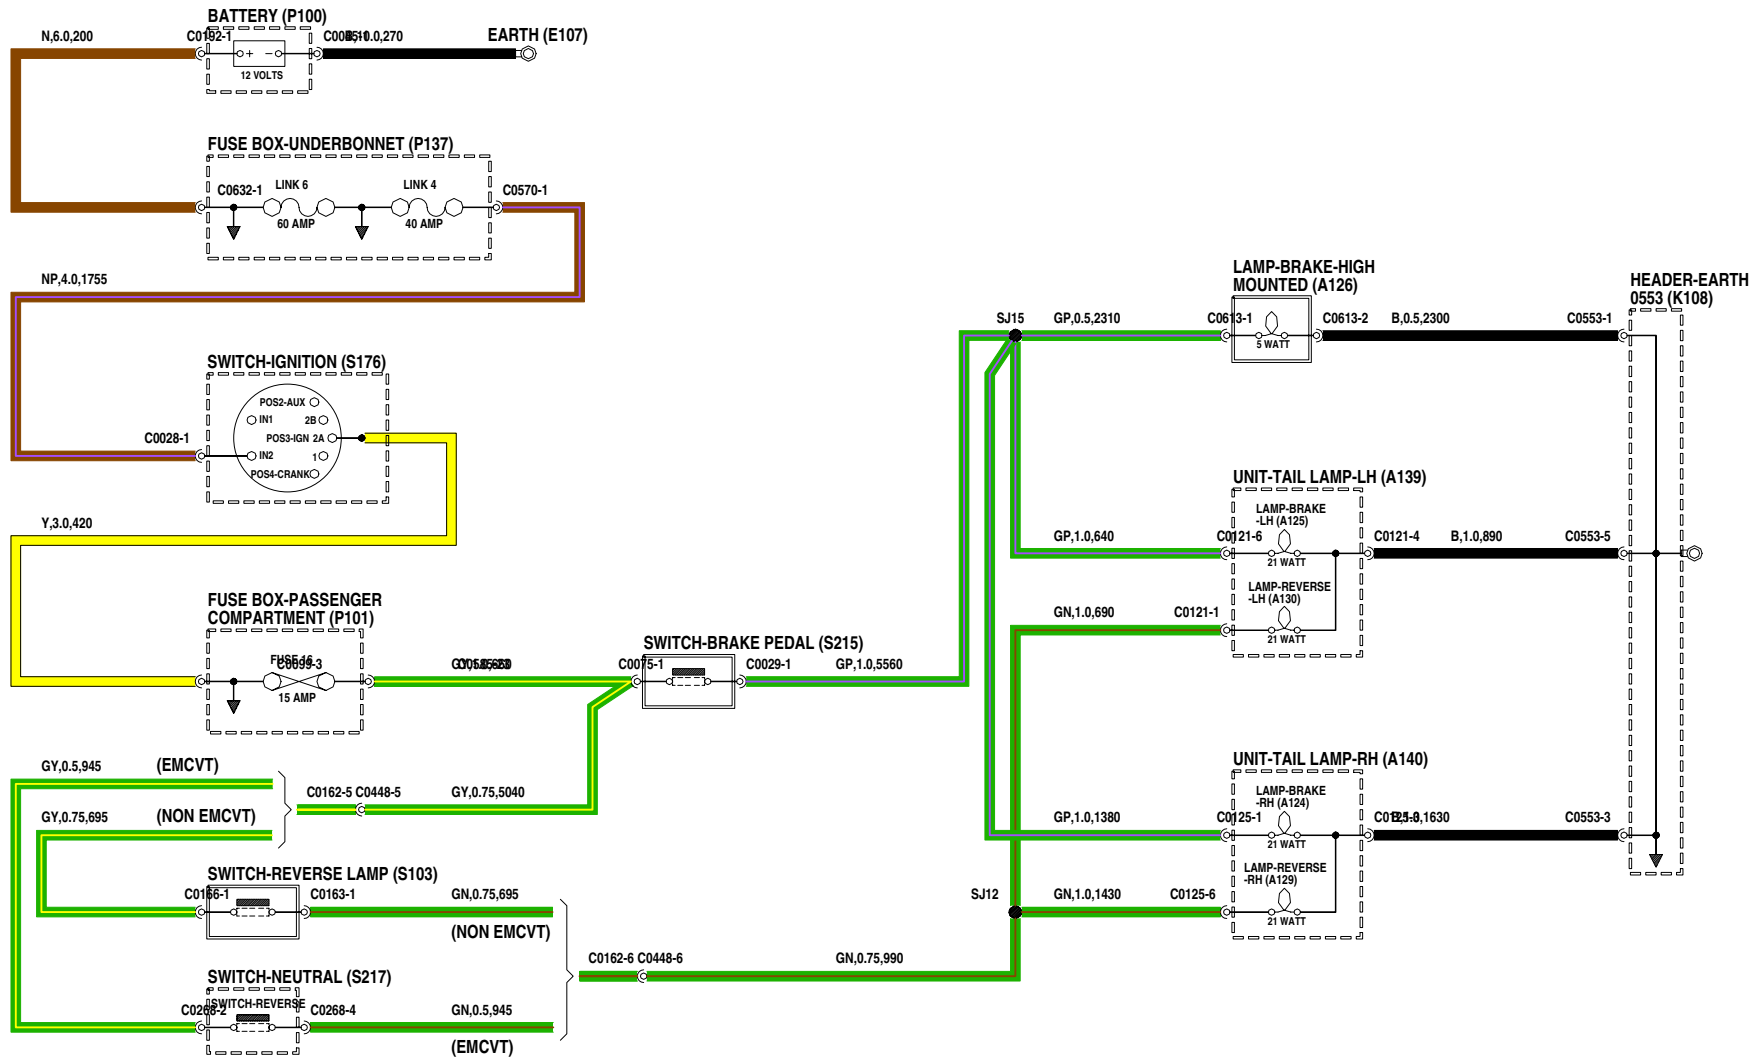 BATTERY (P100)
N,6.0,200
C0192-1
EARTH (E107)
12 VOLTS
FUSE BOX-UNDERBONNET (P137)
C0632-1
LINK 6
LINK 4
C0570-1
60 AMP
40 AMP
NP,4.0,1755
SWITCH-IGNITION (S176)
POS2-AUX
IN1
2B
C0028-1
POS3-IGN 2A
IN2
1
POS4-CRANK
Y,3.0,420
FUSE BOX-PASSENGER
COMPARTMENT (P101)
FUSE 16
C0099-3
15 AMP
SWITCH-BRAKE PEDAL (S215)
C0075-1
C0029-1
GP,1.0,5560
GY,0.5,945
(EMCVT)
GY,0.75,695
(NON EMCVT)
C0162-5 C0448-5
GY,0.75,5040
SWITCH-REVERSE LAMP (S103)
C0166-1
C0163-1
GN,0.75,695
(NON EMCVT)
SWITCH-NEUTRAL (S217)
SWITCH-REVERSE
C0268-2
C0268-4
GN,0.5,945
(EMCVT)
C0162-6 C0448-6
GN,0.75,990
SJ15
GP,0.5,2310
LAMP-BRAKE-HIGH
MOUNTED (A126)
C0613-1
5 WATT
C0613-2
B,0.5,2300
C0553-1
HEADER-EARTH
0553 (K108)
UNIT-TAIL LAMP-LH (A139)
LAMP-BRAKE
-LH (A125)
GP,1.0,640
C0121-6
21 WATT
C0121-4
B,1.0,890
C0553-5
LAMP-REVERSE
-LH (A130)
GN,1.0,690
C0121-1
21 WATT
UNIT-TAIL LAMP-RH (A140)
LAMP-BRAKE
-RH (A124)
GP,1.0,1380
C0125-1
21 WATT
C0125-3
B,1.0,1630
C0553-3
LAMP-REVERSE
-RH (A129)
SJ12
GN,1.0,1430
C0125-6
21 WATT